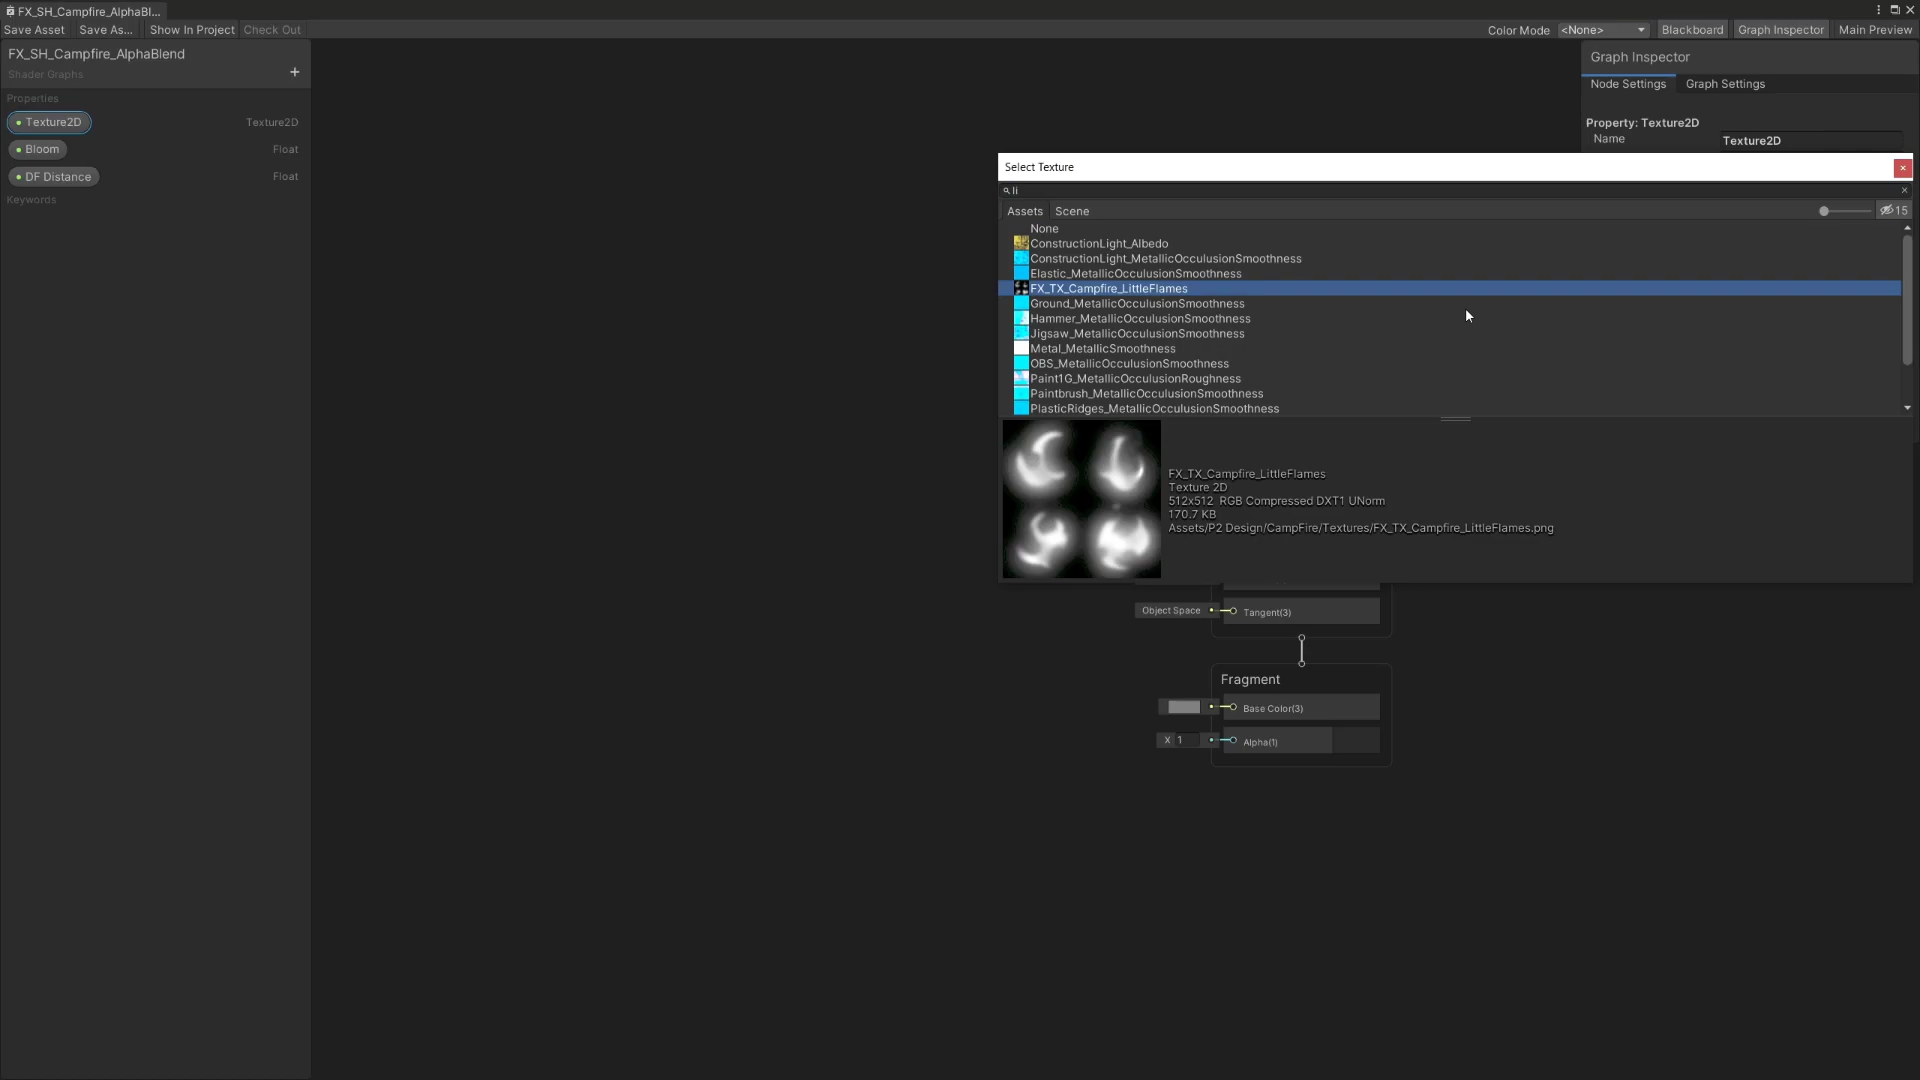 FX_SH_Campfire_AlphaBl...
Save Asset Save As... Show In Project Check Out Color Mode <None> Blackboard Graph Inspector Main Preview
FX_SH_Campfire_AlphaBlend
Shader Graphs
+
Properties
Texture2D Texture2D
Bloom Float
DF Distance Float
Keywords
Graph Inspector
Node Settings Graph Settings
Property: Texture2D
Name Texture2D
Select Texture
li
Assets Scene 15
None
ConstructionLight_Albedo
ConstructionLight_MetallicOcculusionSmoothness
Elastic_MetallicOcculusionSmoothness
FX_TX_Campfire_LittleFlames
Ground_MetallicOcculusionSmoothness
Hammer_MetallicOcculusionSmoothness
Jigsaw_MetallicOcculusionSmoothness
Metal_MetallicSmoothness
OBS_MetallicOcculusionSmoothness
Paint1G_MetallicOcculusionRoughness
Paintbrush_MetallicOcculusionSmoothness
PlasticRidges_MetallicOcculusionSmoothness
FX_TX_Campfire_LittleFlames
Texture 2D
512x512 RGB Compressed DXT1 UNorm
170.7 KB
Assets/P2 Design/CampFire/Textures/FX_TX_Campfire_LittleFlames.png
Object Space Tangent(3)
Fragment
Base Color(3)
X 1 Alpha(1)